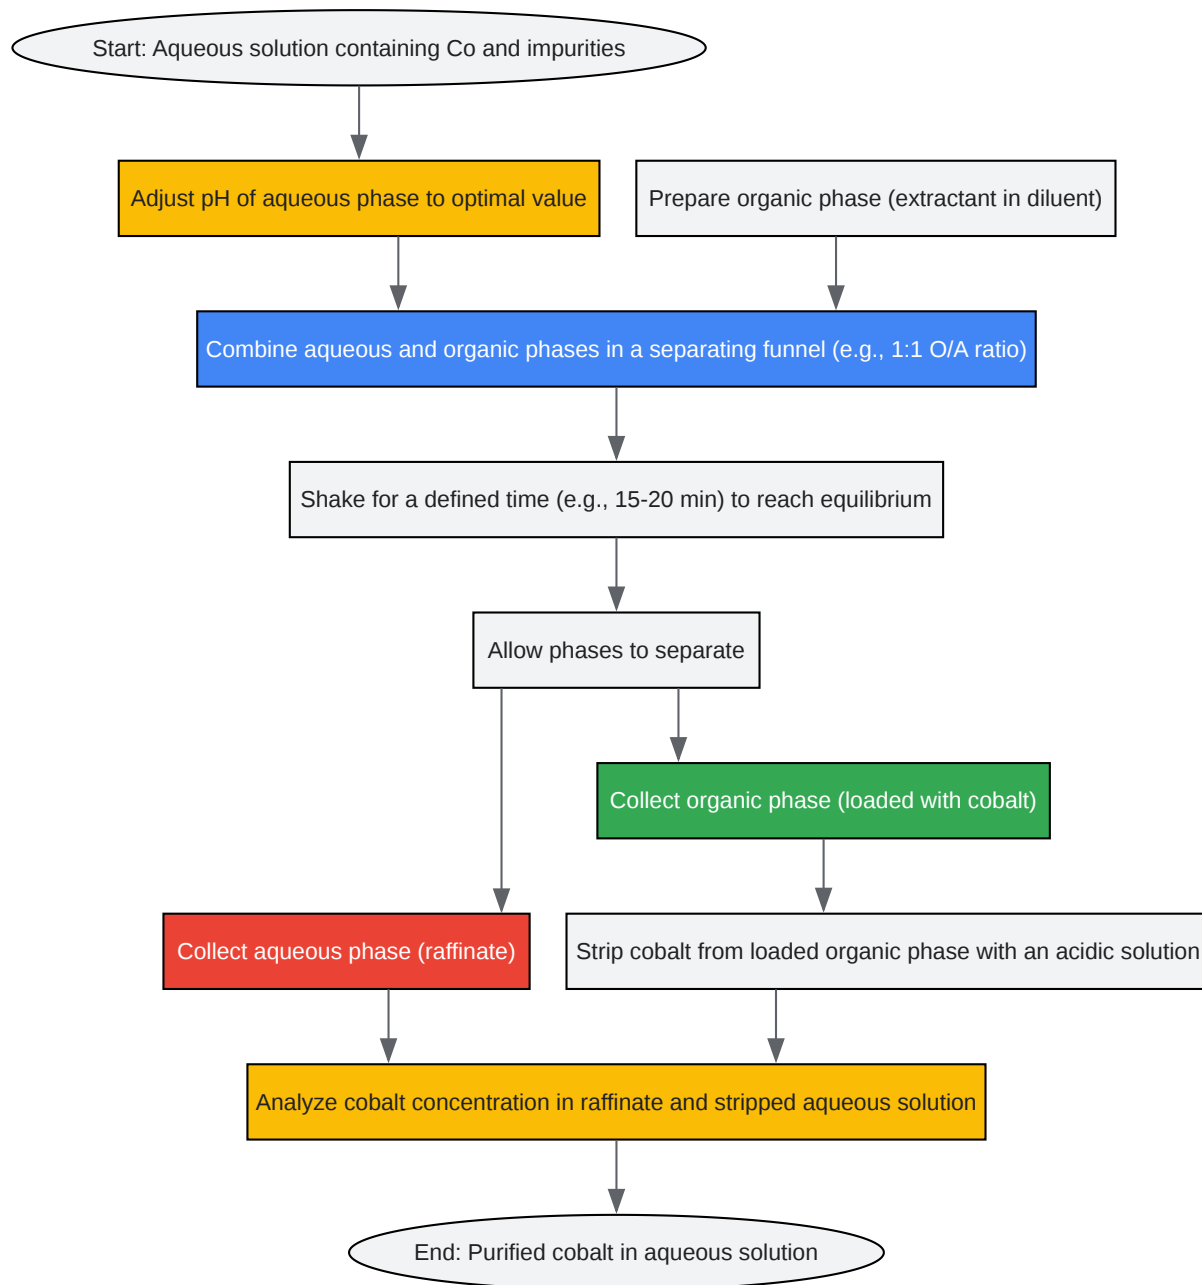 Start: Aqueous solution containing Co and impurities
Adjust pH of aqueous phase to optimal value
Prepare organic phase (extractant in diluent)
Combine aqueous and organic phases in a separating funnel (e.g., 1:1 O/A ratio)
Shake for a defined time (e.g., 15-20 min) to reach equilibrium
Allow phases to separate
Collect organic phase (loaded with cobalt)
Collect aqueous phase (raffinate)
Strip cobalt from loaded organic phase with an acidic solution
Analyze cobalt concentration in raffinate and stripped aqueous solution
End: Purified cobalt in aqueous solution